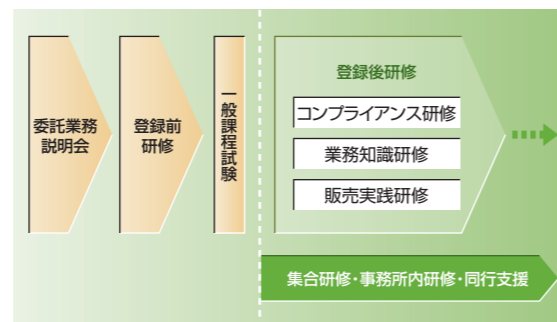 委託業務
説明会
登録前
研修
一般課程試験
登録後研修
コンプライアンス研修
業務知識研修
販売実践研修
集合研修・事務所内研修・同行支援